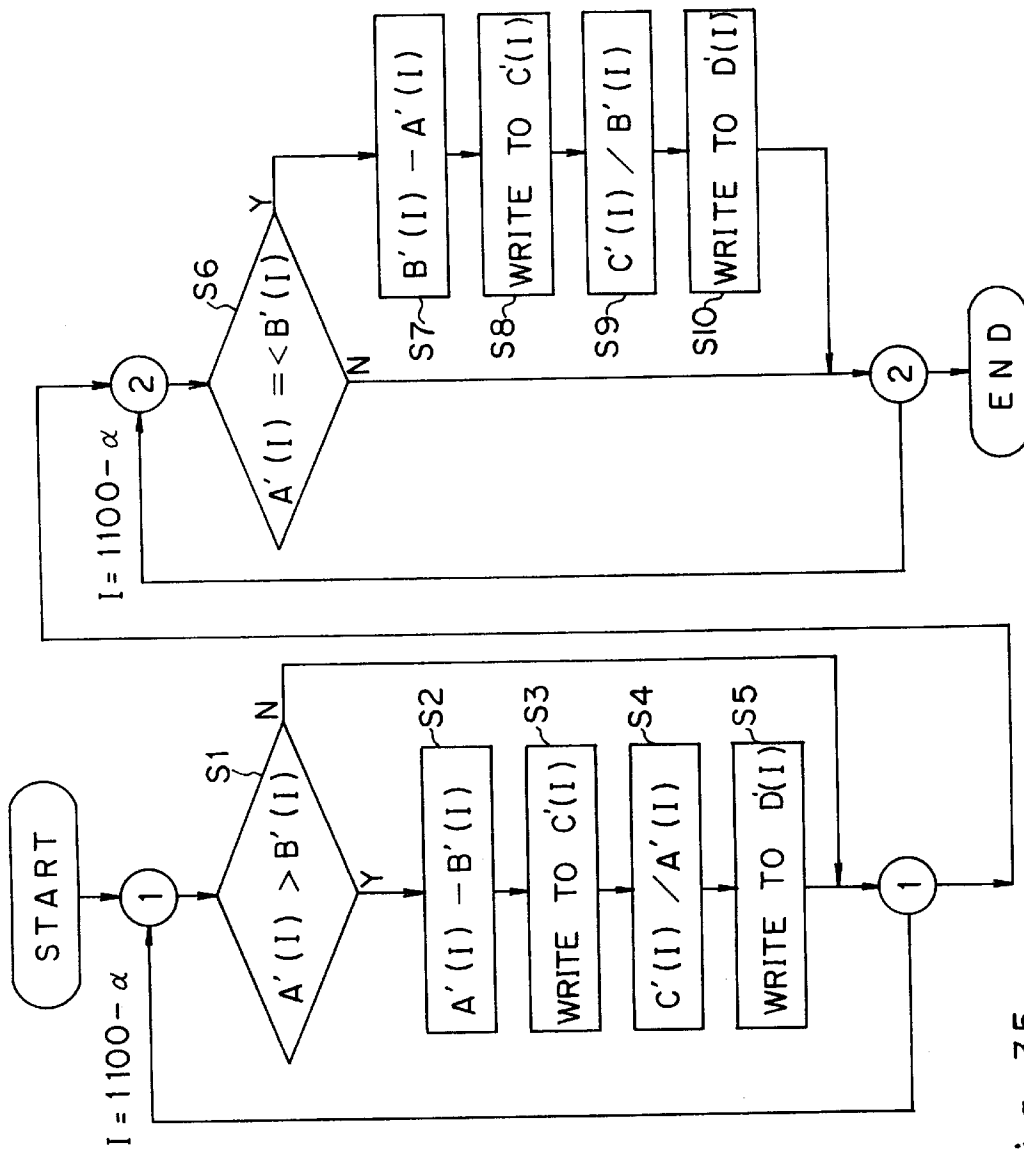 START
I = 1100 - α
1
A'(I) > B'(I)
S1
N
Y
A'(I) - B'(I)
S2
WRITE TO C'(I)
S3
C'(I) / A'(I)
S4
WRITE TO D'(I)
S5
1
I = 1100 - α
2
A'(I) =< B'(I)
S6
Y
N
S7
B'(I) - A'(I)
S8
WRITE TO C'(I)
S9
C'(I) / B'(I)
S10
WRITE TO D'(I)
2
END